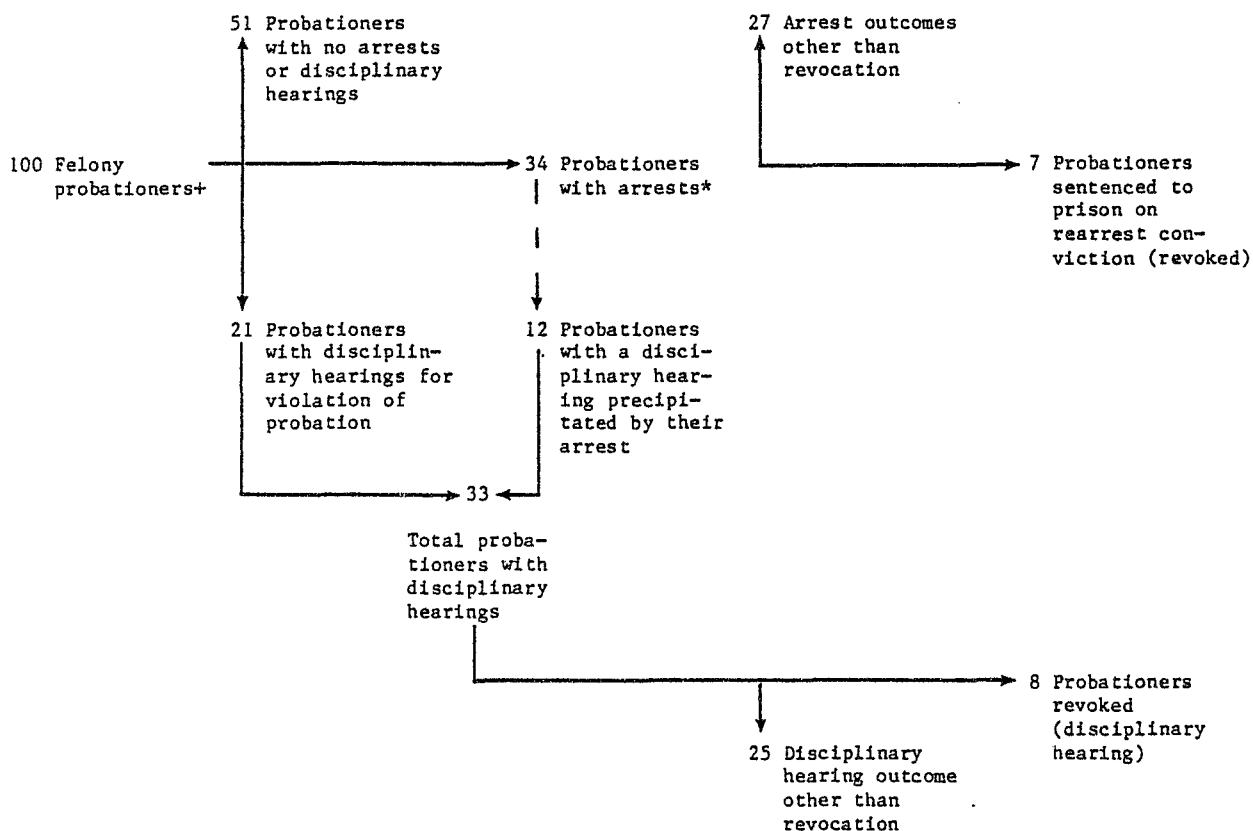 51 Probationers
with no arrests
or disciplinary
hearings
27 Arrest outcomes
other than
revocation
100 Felony
probationers+
34 Probationers
with arrests*
7 Probationers
sentenced to
prison on
rearrest con-
viction (revoked)
21 Probationers
with disciplin-
ary hearings for
violation of
probation
12 Probationers
with a disci-
plinary hear-
ing precipi-
tated by their
arrest
33
Total proba-
tioners with
disciplinary
hearings
8 Probationers
revoked
(disciplinary
hearing)
25 Disciplinary
hearing outcome
other than
revocation